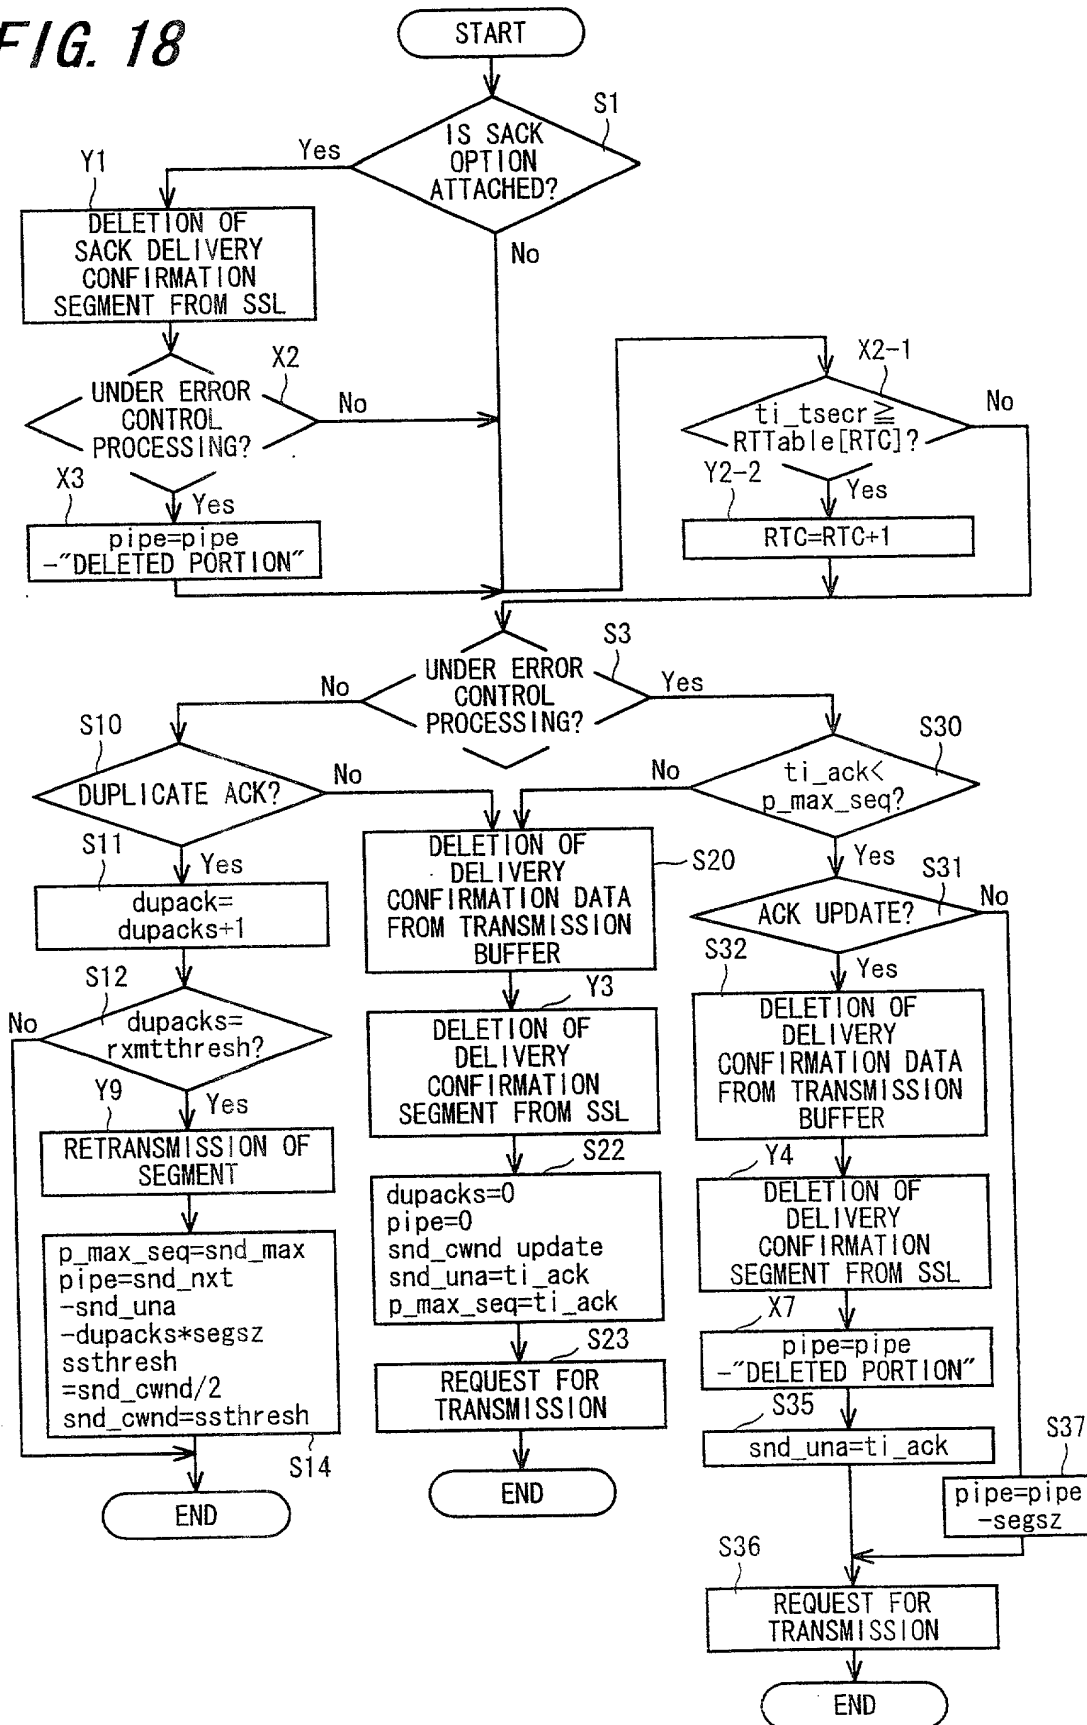 FIG. 18
START
S1
IS SACK
OPTION
ATTACHED?
Yes
No
Y1
DELETION OF
SACK DELIVERY
CONFIRMATION
SEGMENT FROM SSL
X2
UNDER ERROR
CONTROL
PROCESSING?
No
Yes
X3
pipe=pipe
-"DELETED PORTION"
X2-1
ti_tsecr≧
RTTable[RTC]?
No
Yes
Y2-2
RTC=RTC+1
S3
UNDER ERROR
CONTROL
PROCESSING?
No
Yes
S10
DUPLICATE ACK?
No
Yes
S11
dupack=
dupacks+1
S12
dupacks=
rxmtthresh?
No
Yes
Y9
RETRANSMISSION OF
SEGMENT
p_max_seq=snd_max
pipe=snd_nxt
-snd_una
-dupacks*segsz
ssthresh
=snd_cwnd/2
snd_cwnd=ssthresh
S14
END
S20
DELETION OF
DELIVERY
CONFIRMATION DATA
FROM TRANSMISSION
BUFFER
Y3
DELETION OF
DELIVERY
CONFIRMATION
SEGMENT FROM SSL
S22
dupacks=0
pipe=0
snd_cwnd update
snd_una=ti_ack
p_max_seq=ti_ack
S23
REQUEST FOR
TRANSMISSION
END
S30
ti_ack<
p_max_seq?
No
Yes
S31
ACK UPDATE?
No
Yes
S32
DELETION OF
DELIVERY
CONFIRMATION DATA
FROM TRANSMISSION
BUFFER
Y4
DELETION OF
DELIVERY
CONFIRMATION
SEGMENT FROM SSL
X7
pipe=pipe
-"DELETED PORTION"
S35
snd_una=ti_ack
S37
pipe=pipe
-segsz
S36
REQUEST FOR
TRANSMISSION
END